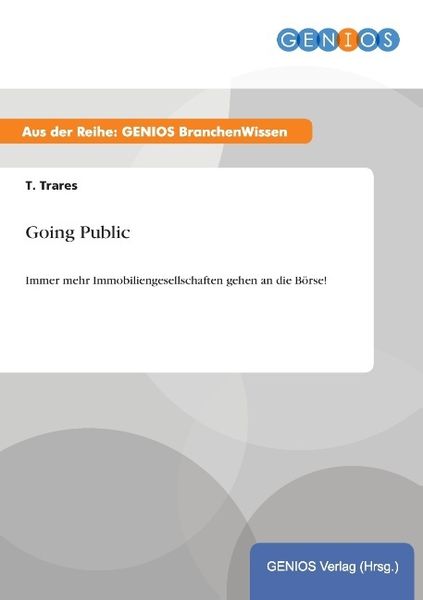 GENIOS
Aus der Reihe: GENIOS BranchenWissen
T. Trares
Going Public
Immer mehr Immobiliengesellschaften gehen an die Börse!
GENIOS Verlag (Hrsg.)